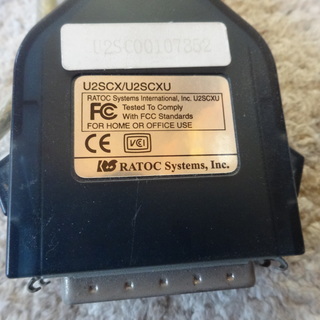 U2SC00107352
U2SCX/U2SCXU
RATOC Systems International, Inc. U2SCXU
FC Tested To Comply
With FCC Standards
FOR HOME OR OFFICE USE
CE VCI
RATOC Systems, Inc.